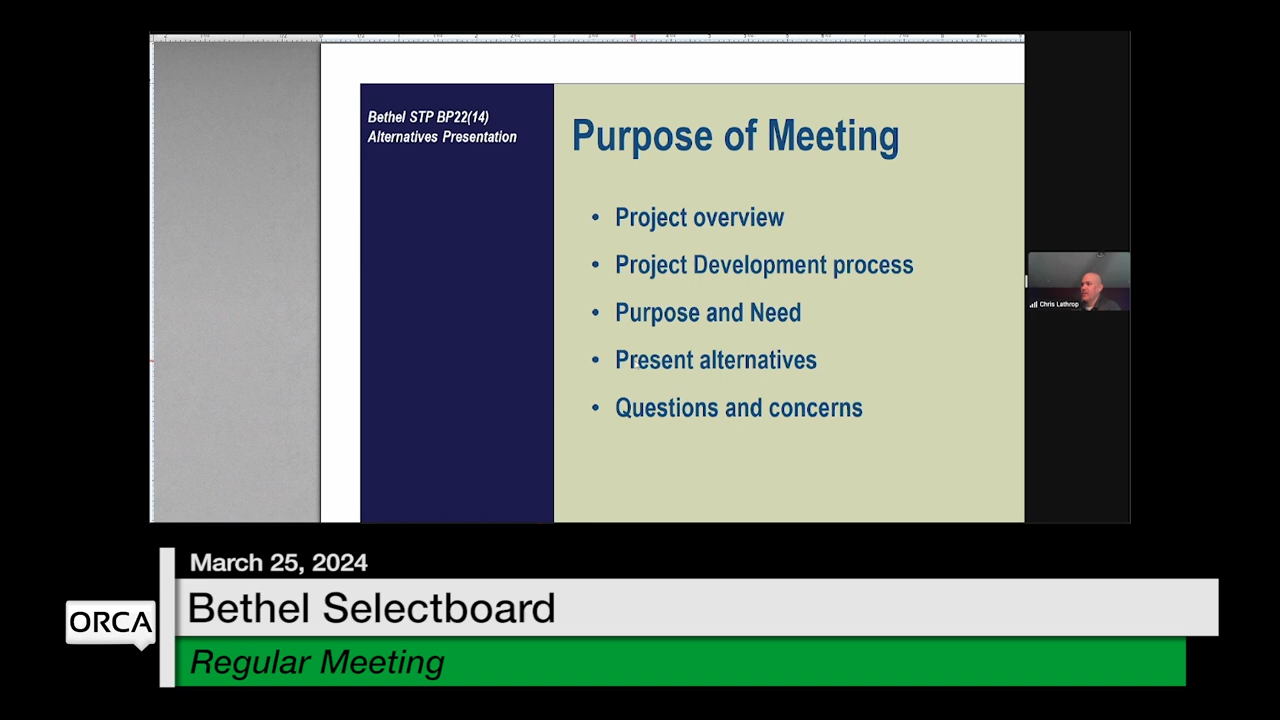 Bethel STP BP22(14)
Alternatives Presentation
Purpose of Meeting
• Project overview
• Project Development process
• Purpose and Need
• Present alternatives
• Questions and concerns
Chris Lathrop
March 25, 2024
Bethel Selectboard
ORCA
Regular Meeting